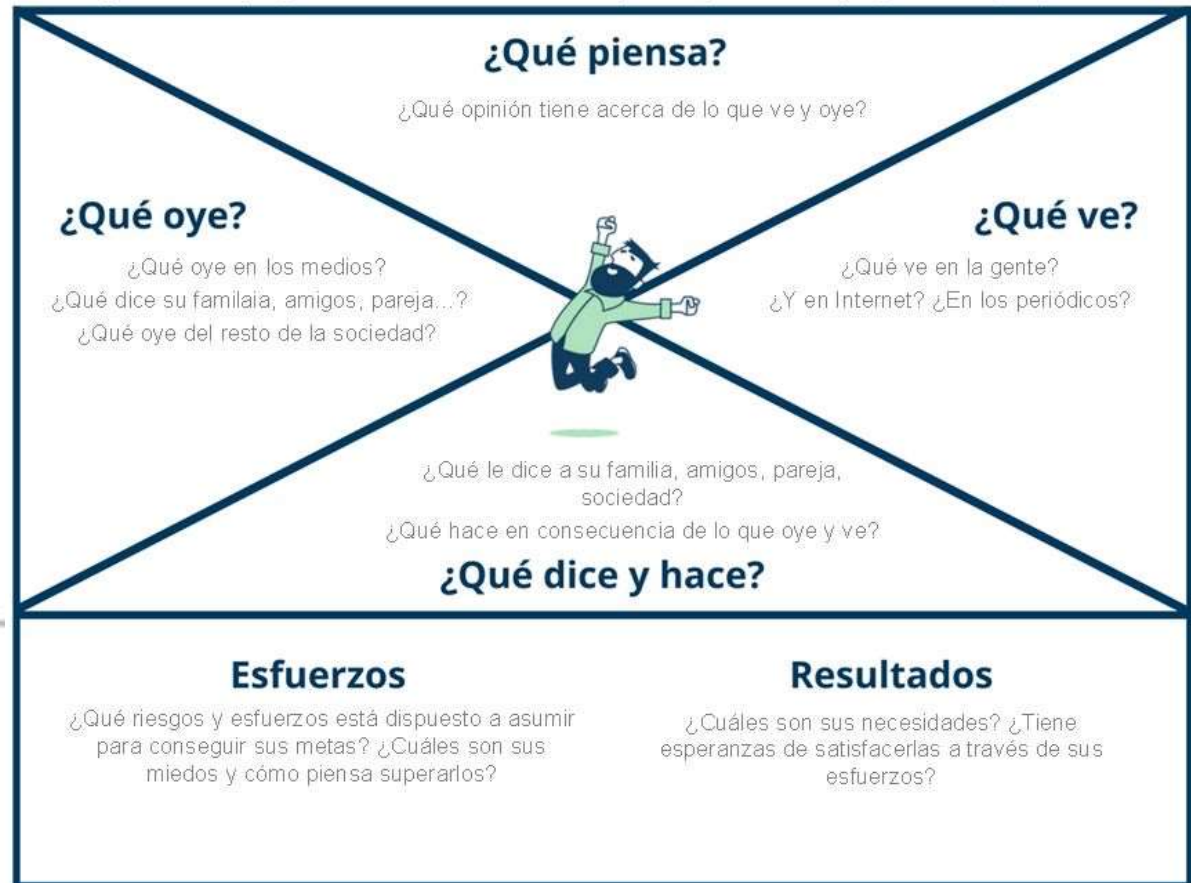 ¿Qué piensa?
¿Qué opinión tiene acerca de lo que ve y oye?
¿Qué oye?
¿Qué oye en los medios?
¿Qué dice su familaia, amigos, pareja...?
¿Qué oye del resto de la sociedad?
¿Qué ve?
¿Qué ve en la gente?
¿Y en Internet? ¿En los periódicos?
¿Qué le dice a su familia, amigos, pareja,
sociedad?
¿Qué hace en consecuencia de lo que oye y ve?
¿Qué dice y hace?
Esfuerzos
¿Qué riesgos y esfuerzos está dispuesto a asumir
para conseguir sus metas? ¿Cuáles son sus
miedos y cómo piensa superarlos?
Resultados
¿Cuáles son sus necesidades? ¿Tiene
esperanzas de satisfacerlas a través de sus
esfuerzos?